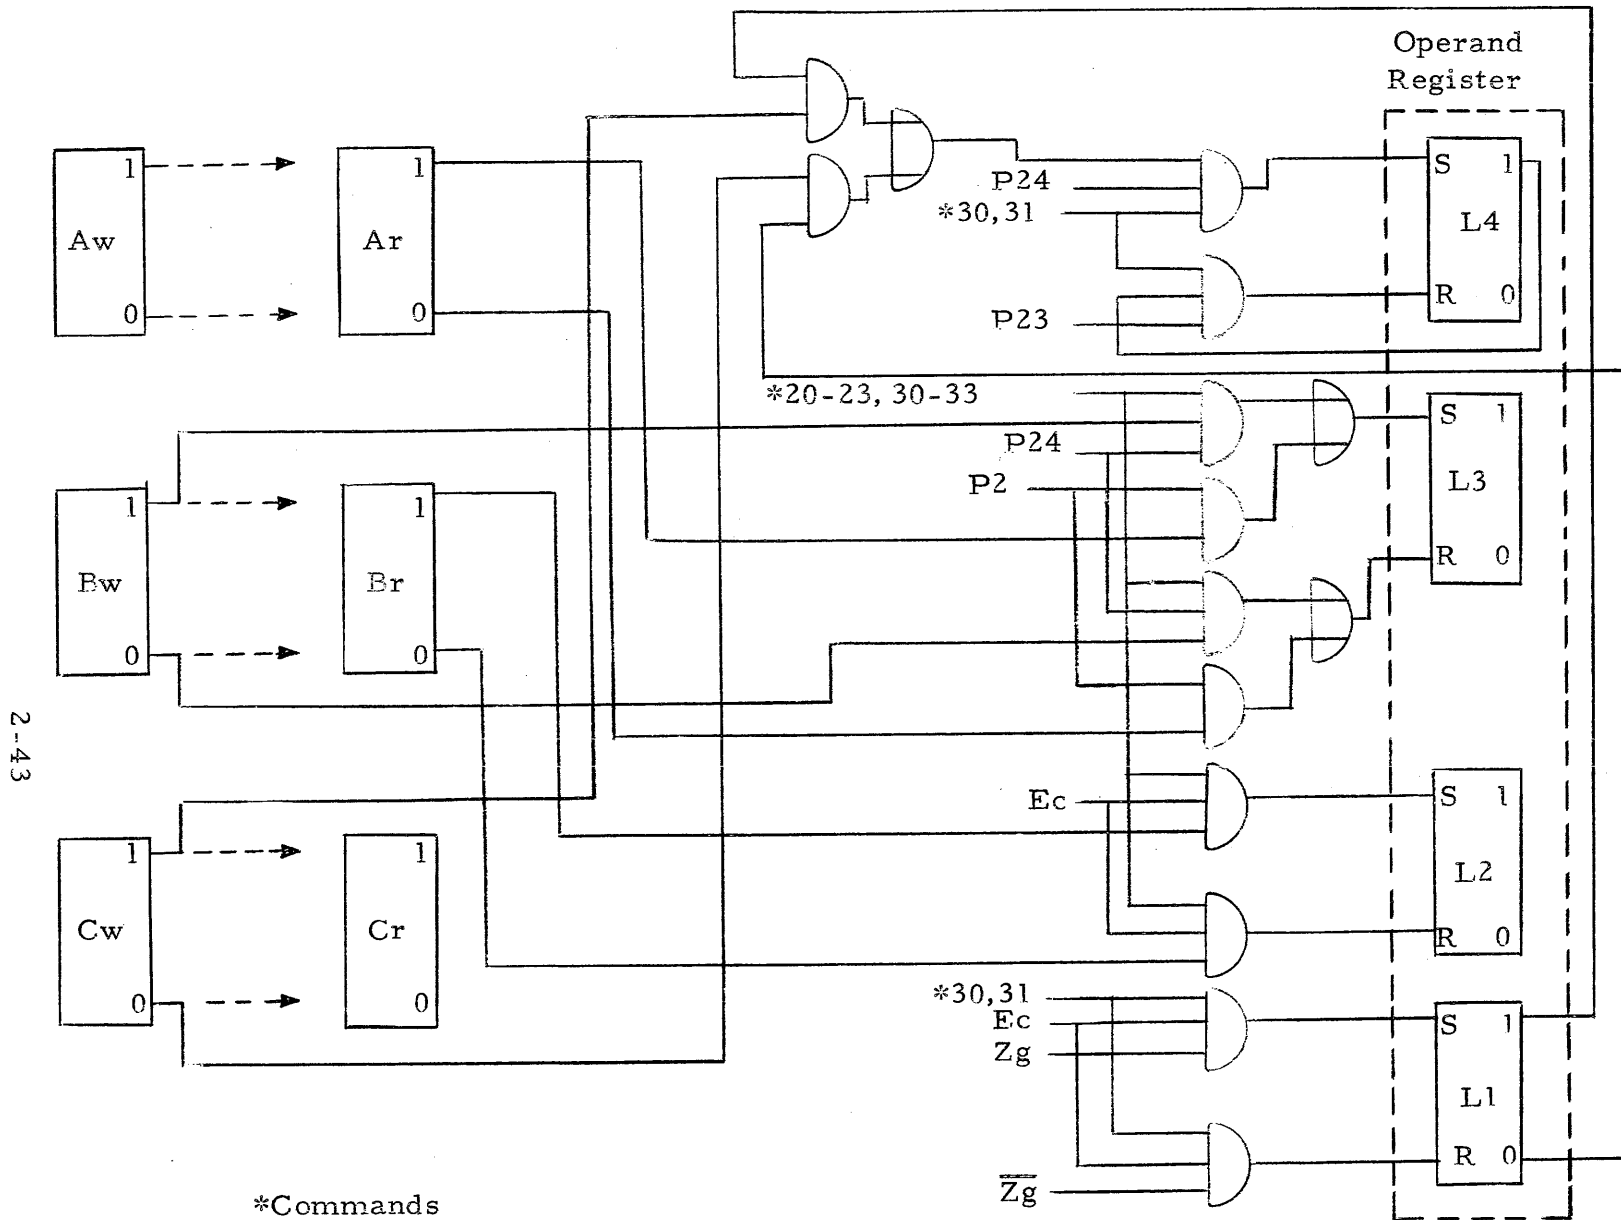 Operand
Register
1
Aw
0
1
Ar
0
P24
*30,31
P23
S 1
L4
R 0
*20-23, 30-33
P24
P2
S 1
L3
R 0
1
Bw
0
1
Br
0
2-43
Ec
S 1
L2
R 0
1
Cw
0
1
Cr
0
*30,31
Ec
Zg
S 1
L1
R 0
Z̅g̅
*Commands